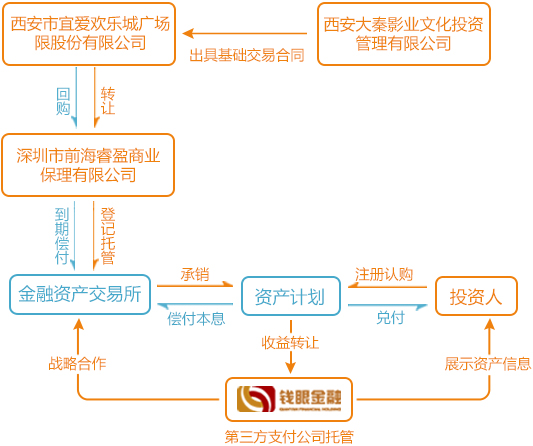 西安市宜爱欢乐城广场
限股份有限公司
西安大秦影业文化投资
管理有限公司
出具基础交易合同
回购
转让
深圳市前海睿盈商业
保理有限公司
到期偿付
登记托管
金融资产交易所
承销
偿付本息
资产计划
注册认购
兑付
投资人
收益转让
战略合作
展示资产信息
钱眼金融
第三方支付公司托管